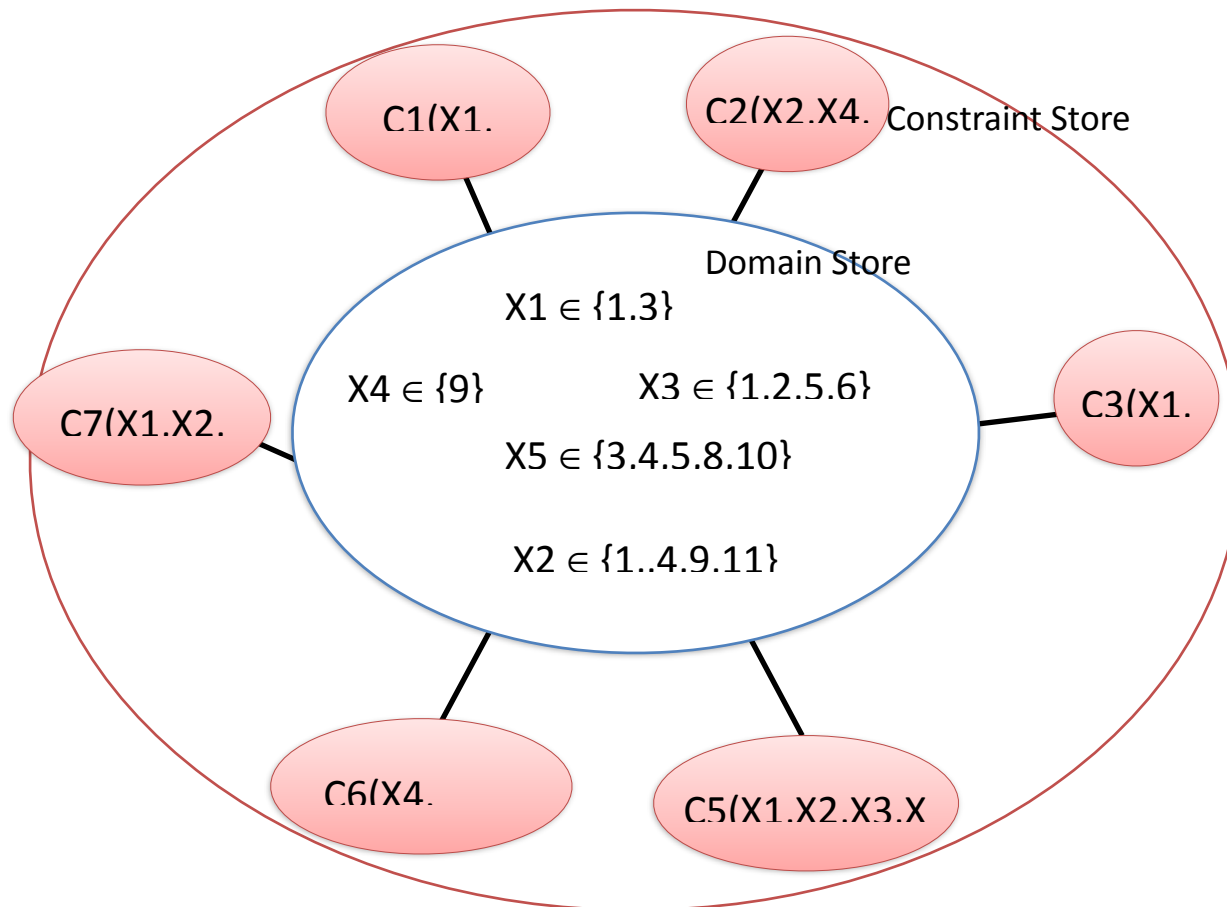 C1(X1,
C2(X2,X4,
Constraint Store
Domain Store
X1 ∈ {1,3}
X4 ∈ {9}
X3 ∈ {1,2,5,6}
C7(X1,X2,
C3(X1,
X5 ∈ {3,4,5,8,10}
X2 ∈ {1..4,9,11}
C6(X4,
C5(X1,X2,X3,X